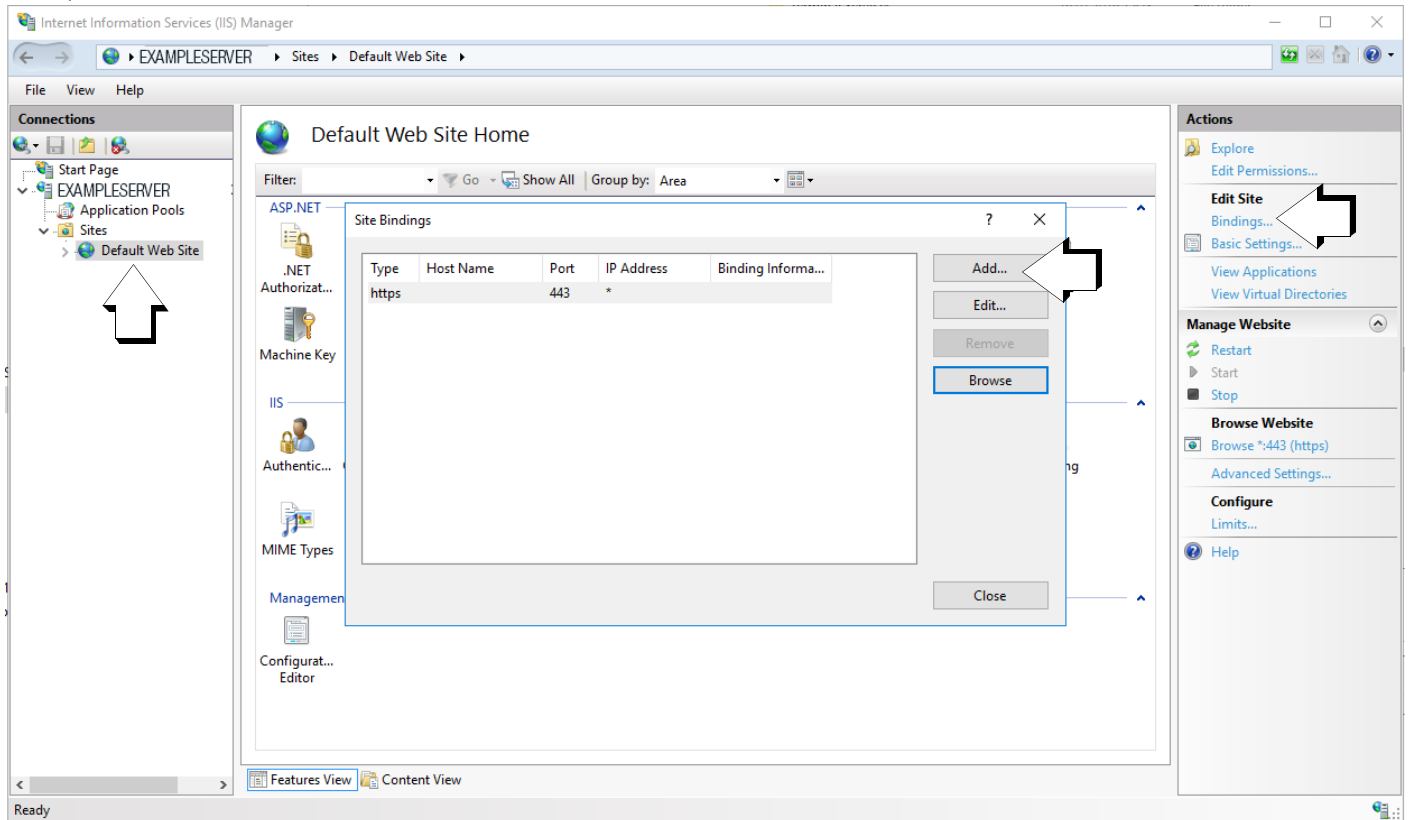 Internet Information Services (IIS) Manager
EXAMPLESERVER Sites Default Web Site
File View Help
Connections
Start Page
EXAMPLESERVER
Application Pools
Sites
Default Web Site
Default Web Site Home
Filter: Go Show All Group by: Area
ASP.NET
.NET
Authorizat...
Machine Key
IIS
Authentic...
MIME Types
Managemen
Configurat...
Editor
Site Bindings ?
Type Host Name Port IP Address Binding Informa...
https 443 *
Add...
Edit...
Remove
Browse
Close
ng
Features View Content View
Actions
Explore
Edit Permissions...
Edit Site
Bindings...
Basic Settings...
View Applications
View Virtual Directories
Manage Website
Restart
Start
Stop
Browse Website
Browse *:443 (https)
Advanced Settings...
Configure
Limits...
Help
Ready